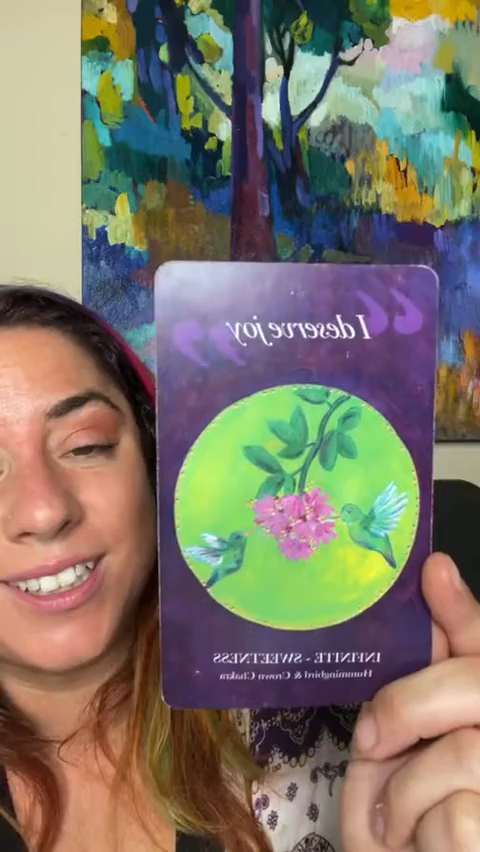 “I deserve joy”
INFINITE - SWEETNESS
Hummingbird & Crown Chakra